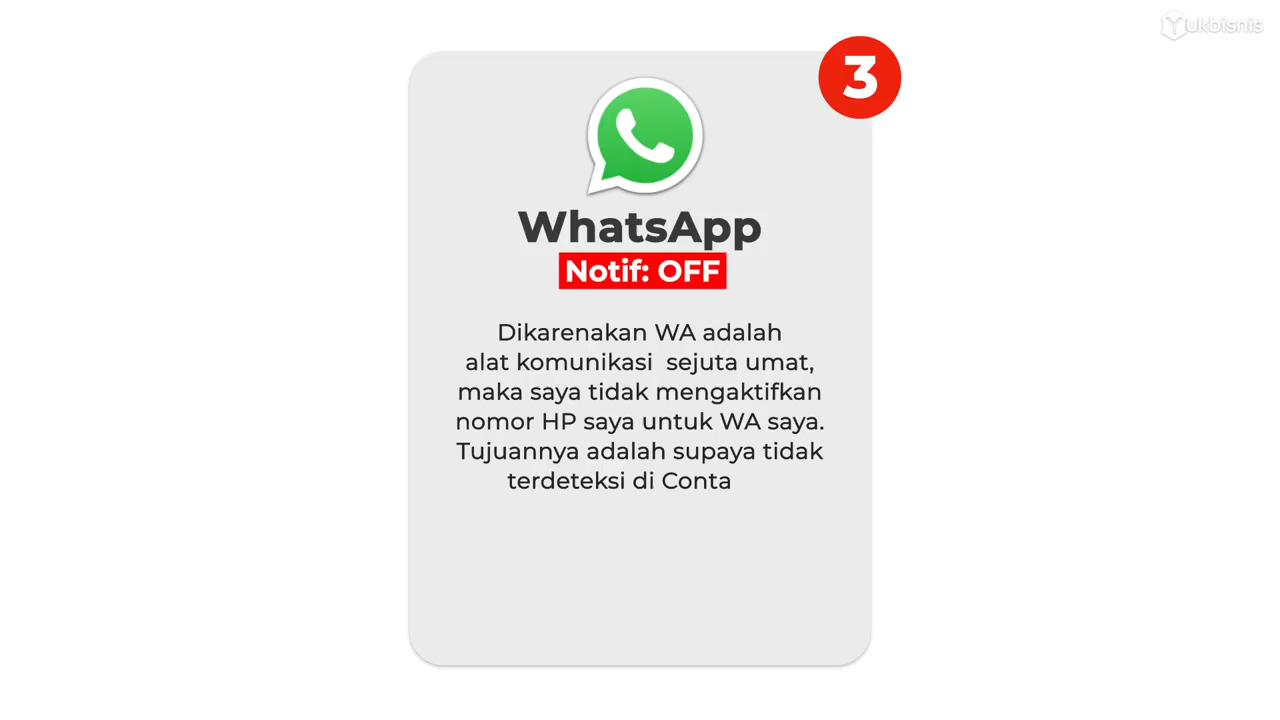 Yukbisnis
3
WhatsApp
Notif: OFF
Dikarenakan WA adalah
alat komunikasi sejuta umat,
maka saya tidak mengaktifkan
nomor HP saya untuk WA saya.
Tujuannya adalah supaya tidak
terdeteksi di Conta